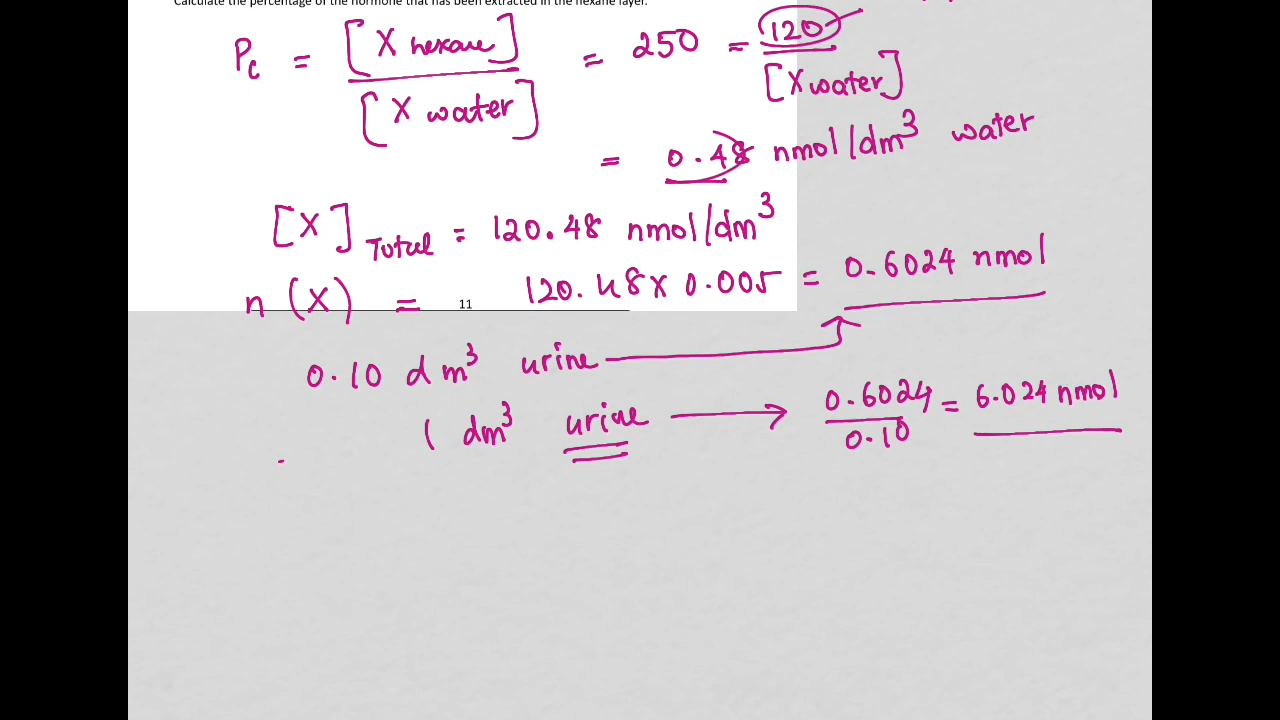 Calculate the percentage of the hormone that has been extracted in the hexane layer.
Pc = [X hexane] / [X water] = 250 = 120 / [X water]
= 0.48 nmol/dm³ water
[X] Total = 120.48 nmol/dm³
n (X) = 120.48 x 0.005 = 0.6024 nmol
11
0.10 dm³ urine
1 dm³ urine → 0.6024 / 0.10 = 6.024 nmol